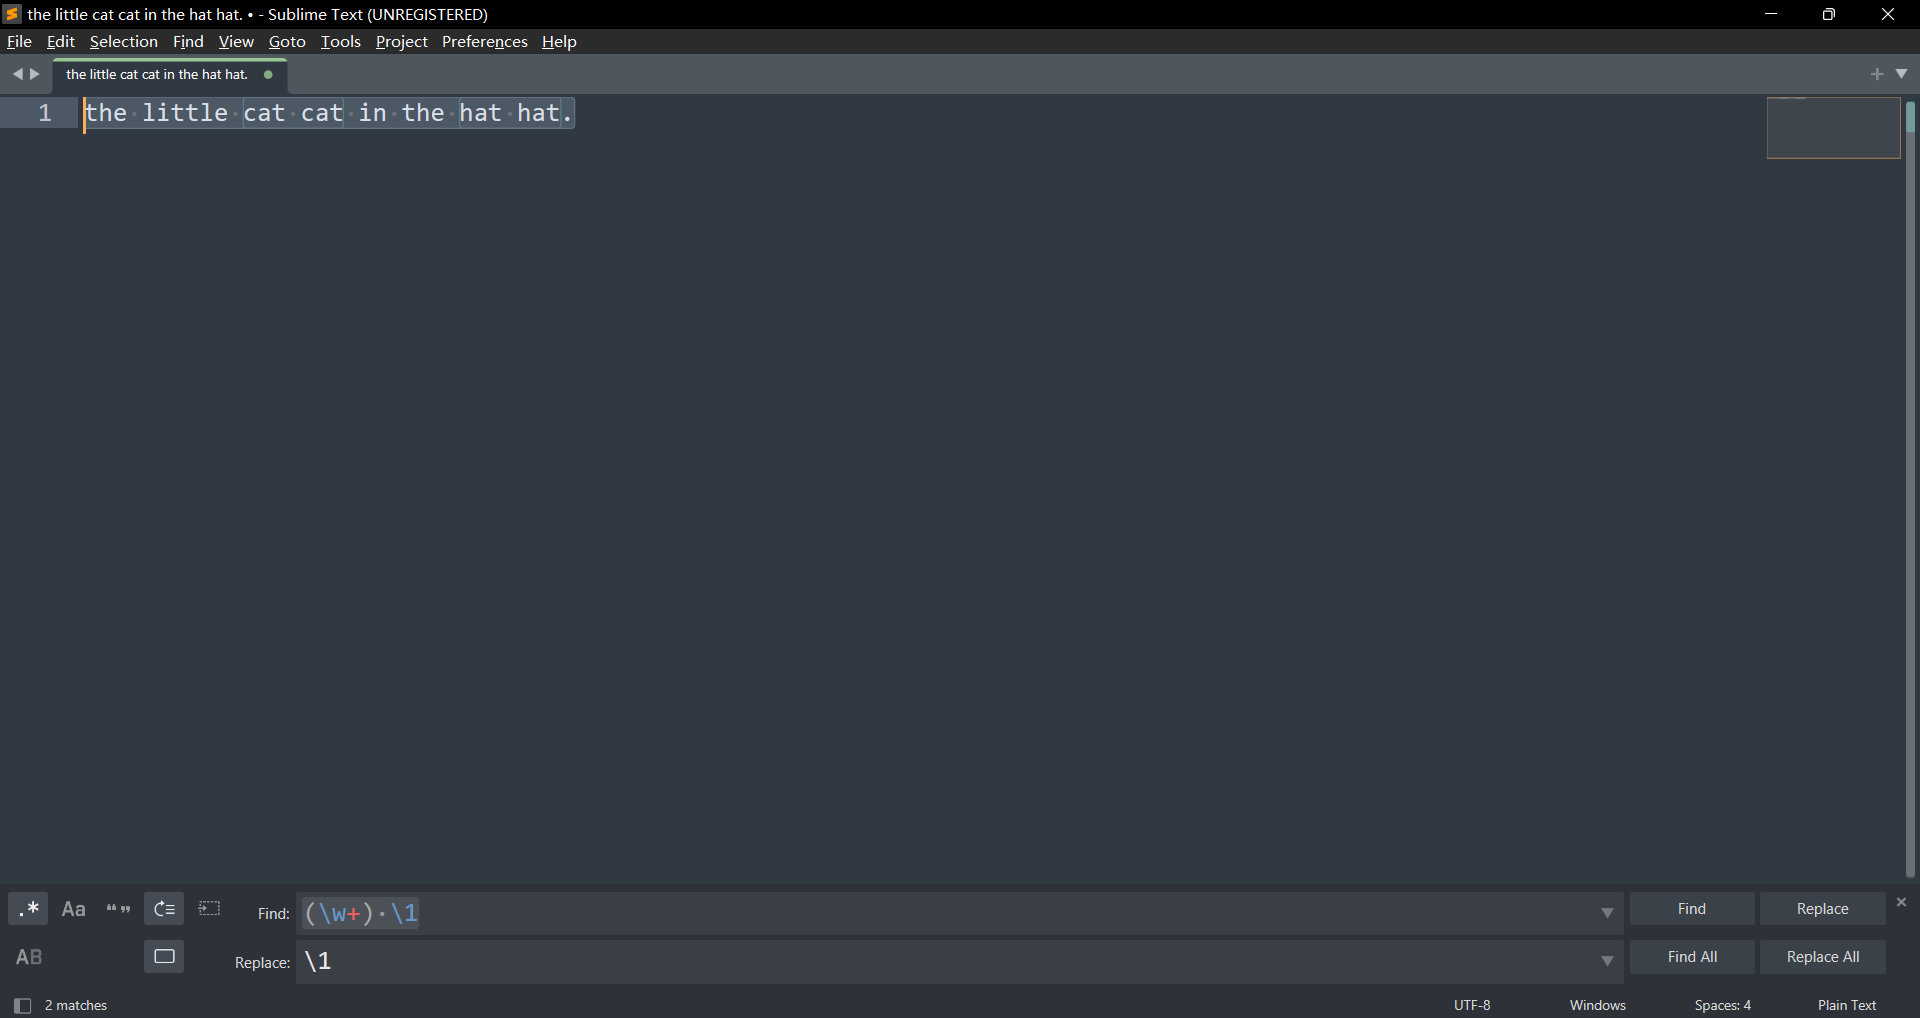 the little cat cat in the hat hat. • - Sublime Text (UNREGISTERED)
File Edit Selection Find View Goto Tools Project Preferences Help
the little cat cat in the hat hat.
1 the little cat cat in the hat hat.
.* Aa “” Find: (\w+) \1 Find Replace
AB Replace: \1 Find All Replace All
2 matches UTF-8 Windows Spaces: 4 Plain Text